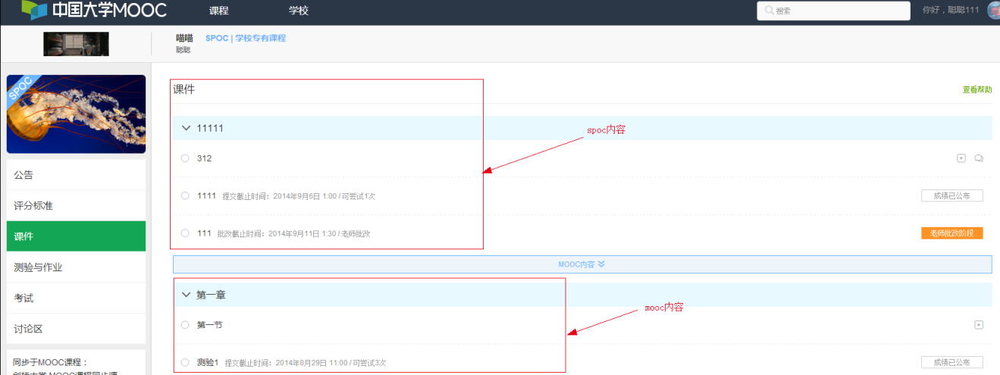 中国大学MOOC 课程 学校 搜索 你好，聪聪111
喵喵 SPOC | 学校专有课程
聪聪
SPOC
课件 查看帮助
11111
spoc内容
312
公告
1111 提交截止时间：2014年9月6日 1:00 / 可尝试1次 成绩已公布
评分标准
111 批改截止时间：2014年9月11日 1:30 / 老师批改 老师批改阶段
课件
MOOC内容
测验与作业
第一章
考试
mooc内容
第一节
讨论区
测验1 提交截止时间：2014年8月29日 11:00 / 可尝试3次 成绩已公布
同步于MOOC课程：